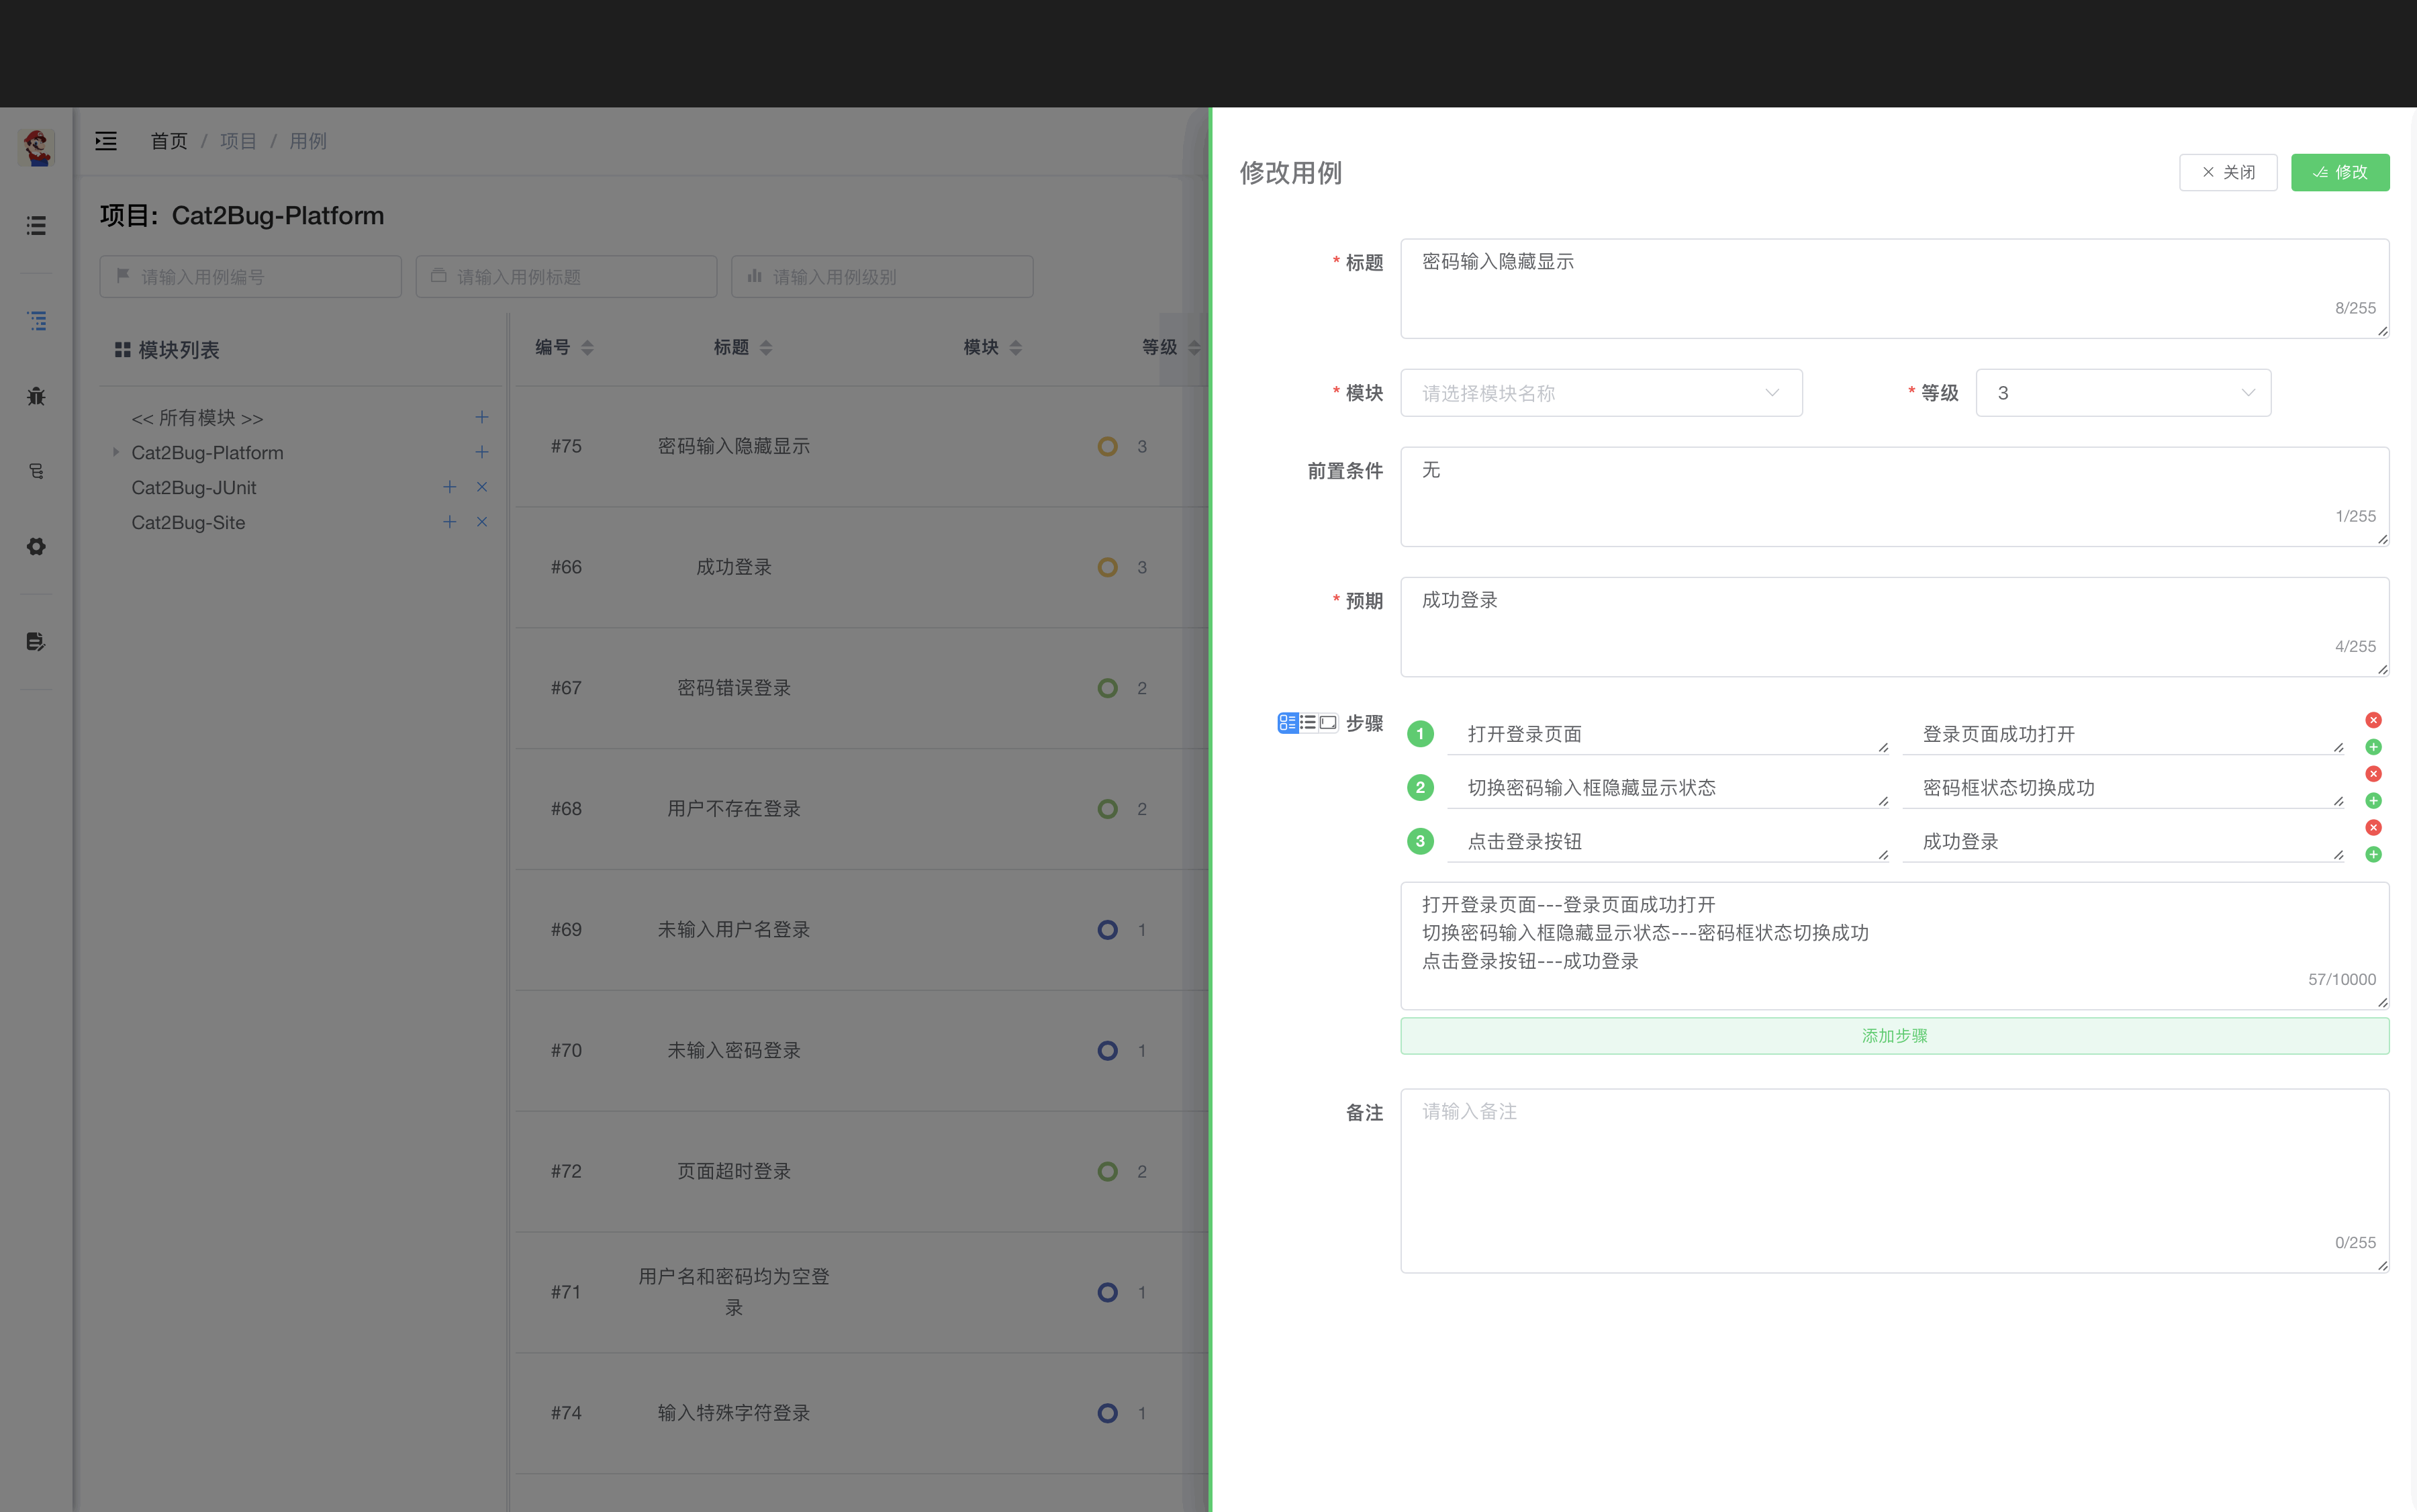 首页 / 项目 / 用例
项目: Cat2Bug-Platform
请输入用例编号
请输入用例标题
请输入用例级别
模块列表
<< 所有模块 >>
Cat2Bug-Platform
Cat2Bug-JUnit
Cat2Bug-Site
编号 标题 模块 等级
#75 密码输入隐藏显示 3
#66 成功登录 3
#67 密码错误登录 2
#68 用户不存在登录 2
#69 未输入用户名登录 1
#70 未输入密码登录 1
#72 页面超时登录 2
#71 用户名和密码均为空登 1
录
#74 输入特殊字符登录 1
修改用例
关闭
修改
* 标题
密码输入隐藏显示
8/255
* 模块
请选择模块名称
* 等级
3
前置条件
无
1/255
* 预期
成功登录
4/255
步骤
1 打开登录页面 登录页面成功打开
2 切换密码输入框隐藏显示状态 密码框状态切换成功
3 点击登录按钮 成功登录
打开登录页面---登录页面成功打开
切换密码输入框隐藏显示状态---密码框状态切换成功
点击登录按钮---成功登录
57/10000
添加步骤
备注
请输入备注
0/255